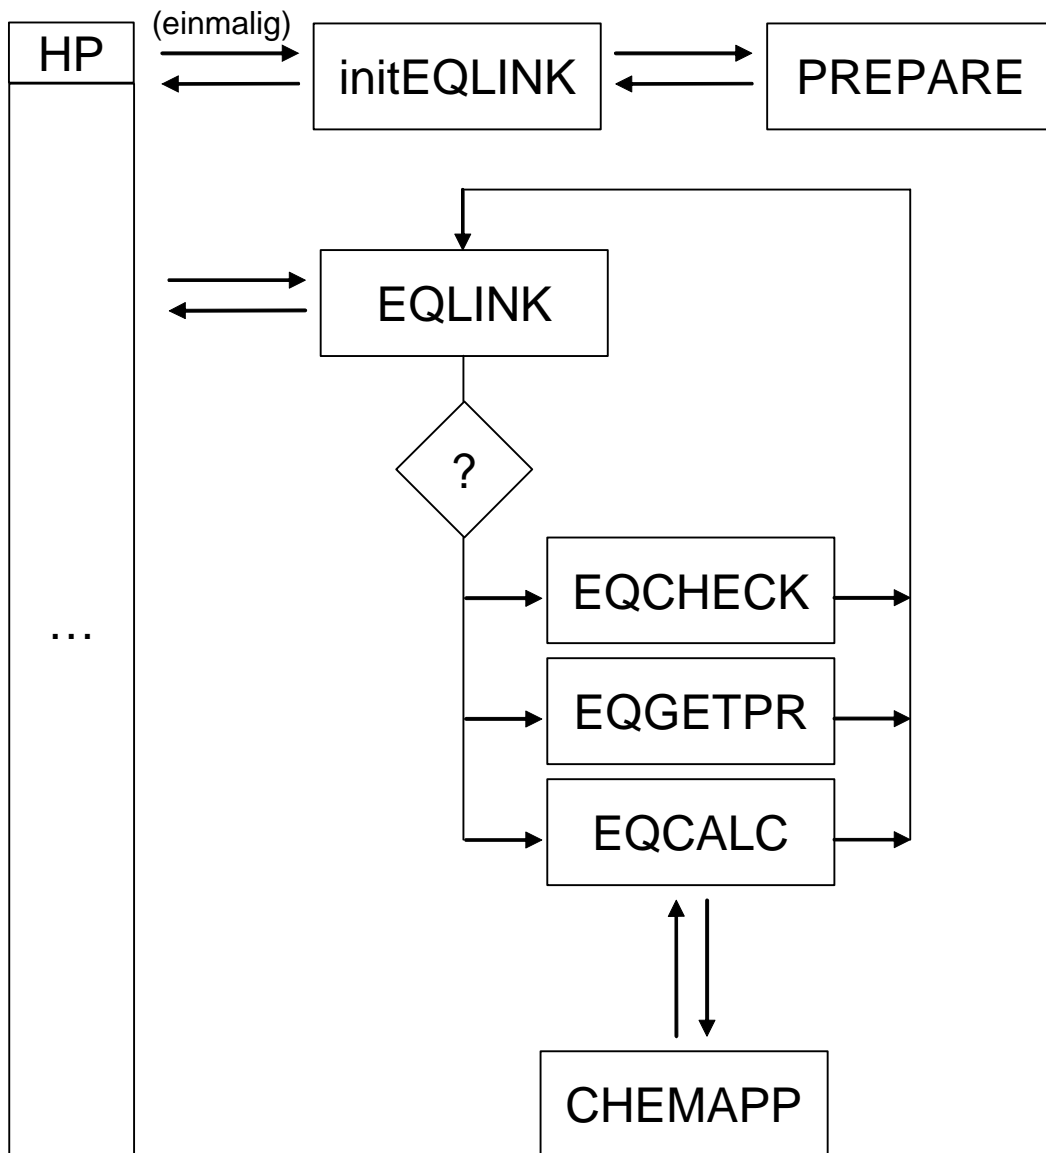 (einmalig)
HP
initEQLINK
PREPARE
EQLINK
?
EQCHECK
...
EQGETPR
EQCALC
CHEMAPP